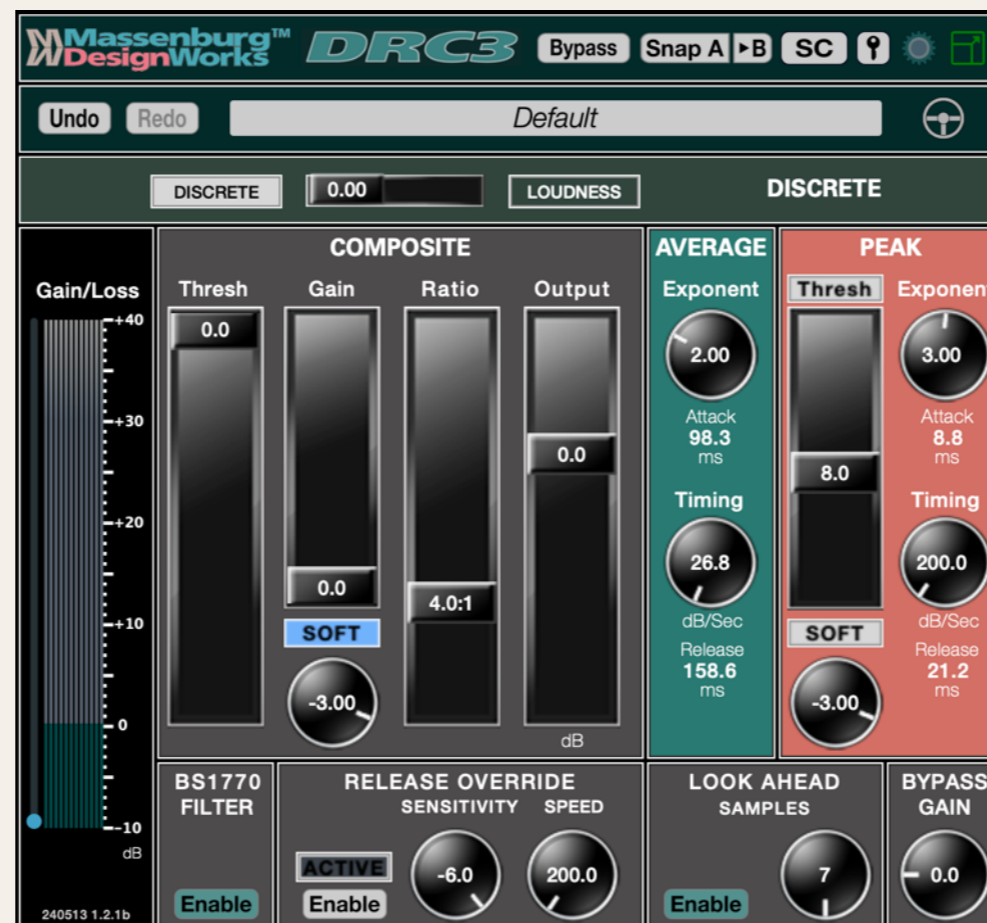 Massenburg™
DesignWorks
DRC3
Bypass
Snap A ▸B
SC
Undo
Redo
Default
DISCRETE
0.00
LOUDNESS
DISCRETE
Gain/Loss
+40
+30
+20
+10
0
-10
dB
240513 1.2.1b
COMPOSITE
Thresh
Gain
Ratio
Output
0.0
0.0
4.0:1
0.0
SOFT
-3.00
dB
AVERAGE
Exponent
2.00
Attack
98.3
ms
Timing
26.8
dB/Sec
Release
158.6
ms
PEAK
Thresh
8.0
SOFT
-3.00
Exponent
3.00
Attack
8.8
ms
Timing
200.0
dB/Sec
Release
21.2
ms
BS1770
FILTER
Enable
RELEASE OVERRIDE
SENSITIVITY
SPEED
ACTIVE
Enable
-6.0
200.0
LOOK AHEAD
SAMPLES
Enable
7
BYPASS
GAIN
0.0